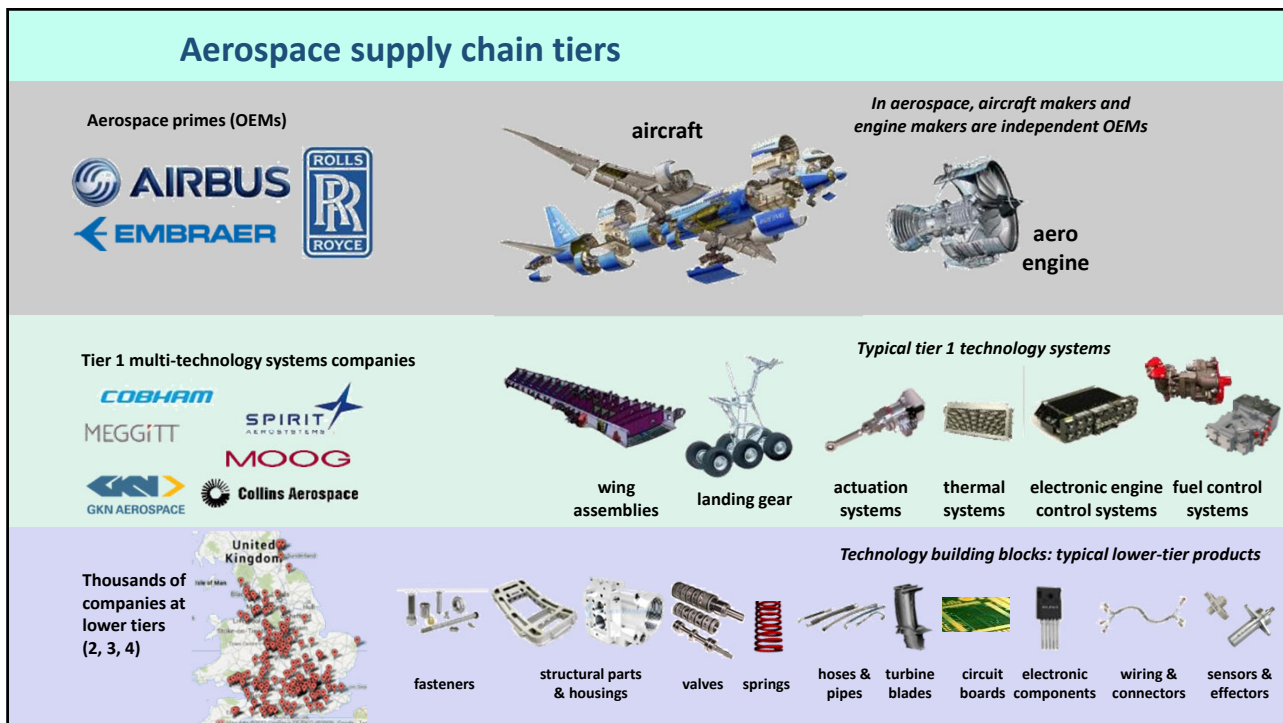 Aerospace supply chain tiers
Aerospace primes (OEMs)
AIRBUS
EMBRAER
ROLLS
RR
ROYCE
aircraft
In aerospace, aircraft makers and
engine makers are independent OEMs
aero
engine
Tier 1 multi-technology systems companies
COBHAM
SPIRIT
AEROSYSTEMS
MEGGITT
MOOG
GKN
GKN AEROSPACE
Collins Aerospace
Typical tier 1 technology systems
wing
assemblies
landing gear
actuation
systems
thermal
systems
electronic engine
control systems
fuel control
systems
Thousands of
companies at
lower tiers
(2, 3, 4)
United
Kingdom
Isle of Man
Technology building blocks: typical lower-tier products
fasteners
structural parts
& housings
valves
springs
hoses &
pipes
turbine
blades
circuit
boards
electronic
components
wiring &
connectors
sensors &
effectors